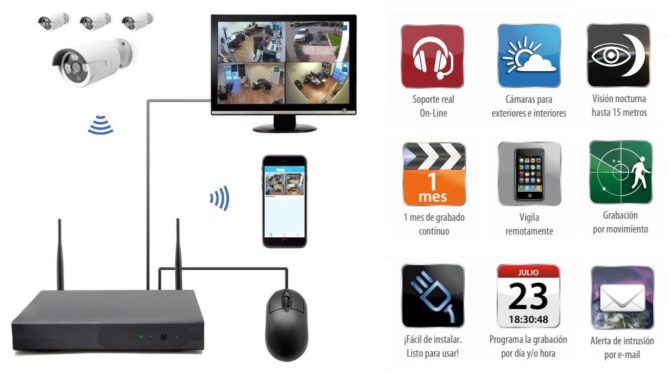 Soporte real
On-Line
Cámaras para
exteriores e interiores
Visión nocturna
hasta 15 metros
1
mes
1 mes de grabado
contínuo
Vigila
remotamente
Grabación
por movimiento
¡Fácil de instalar.
Listo para usar!
JULIO
23
18:30:48
Programa la grabación
por día y/o hora
Alerta de intrusión
por e-mail